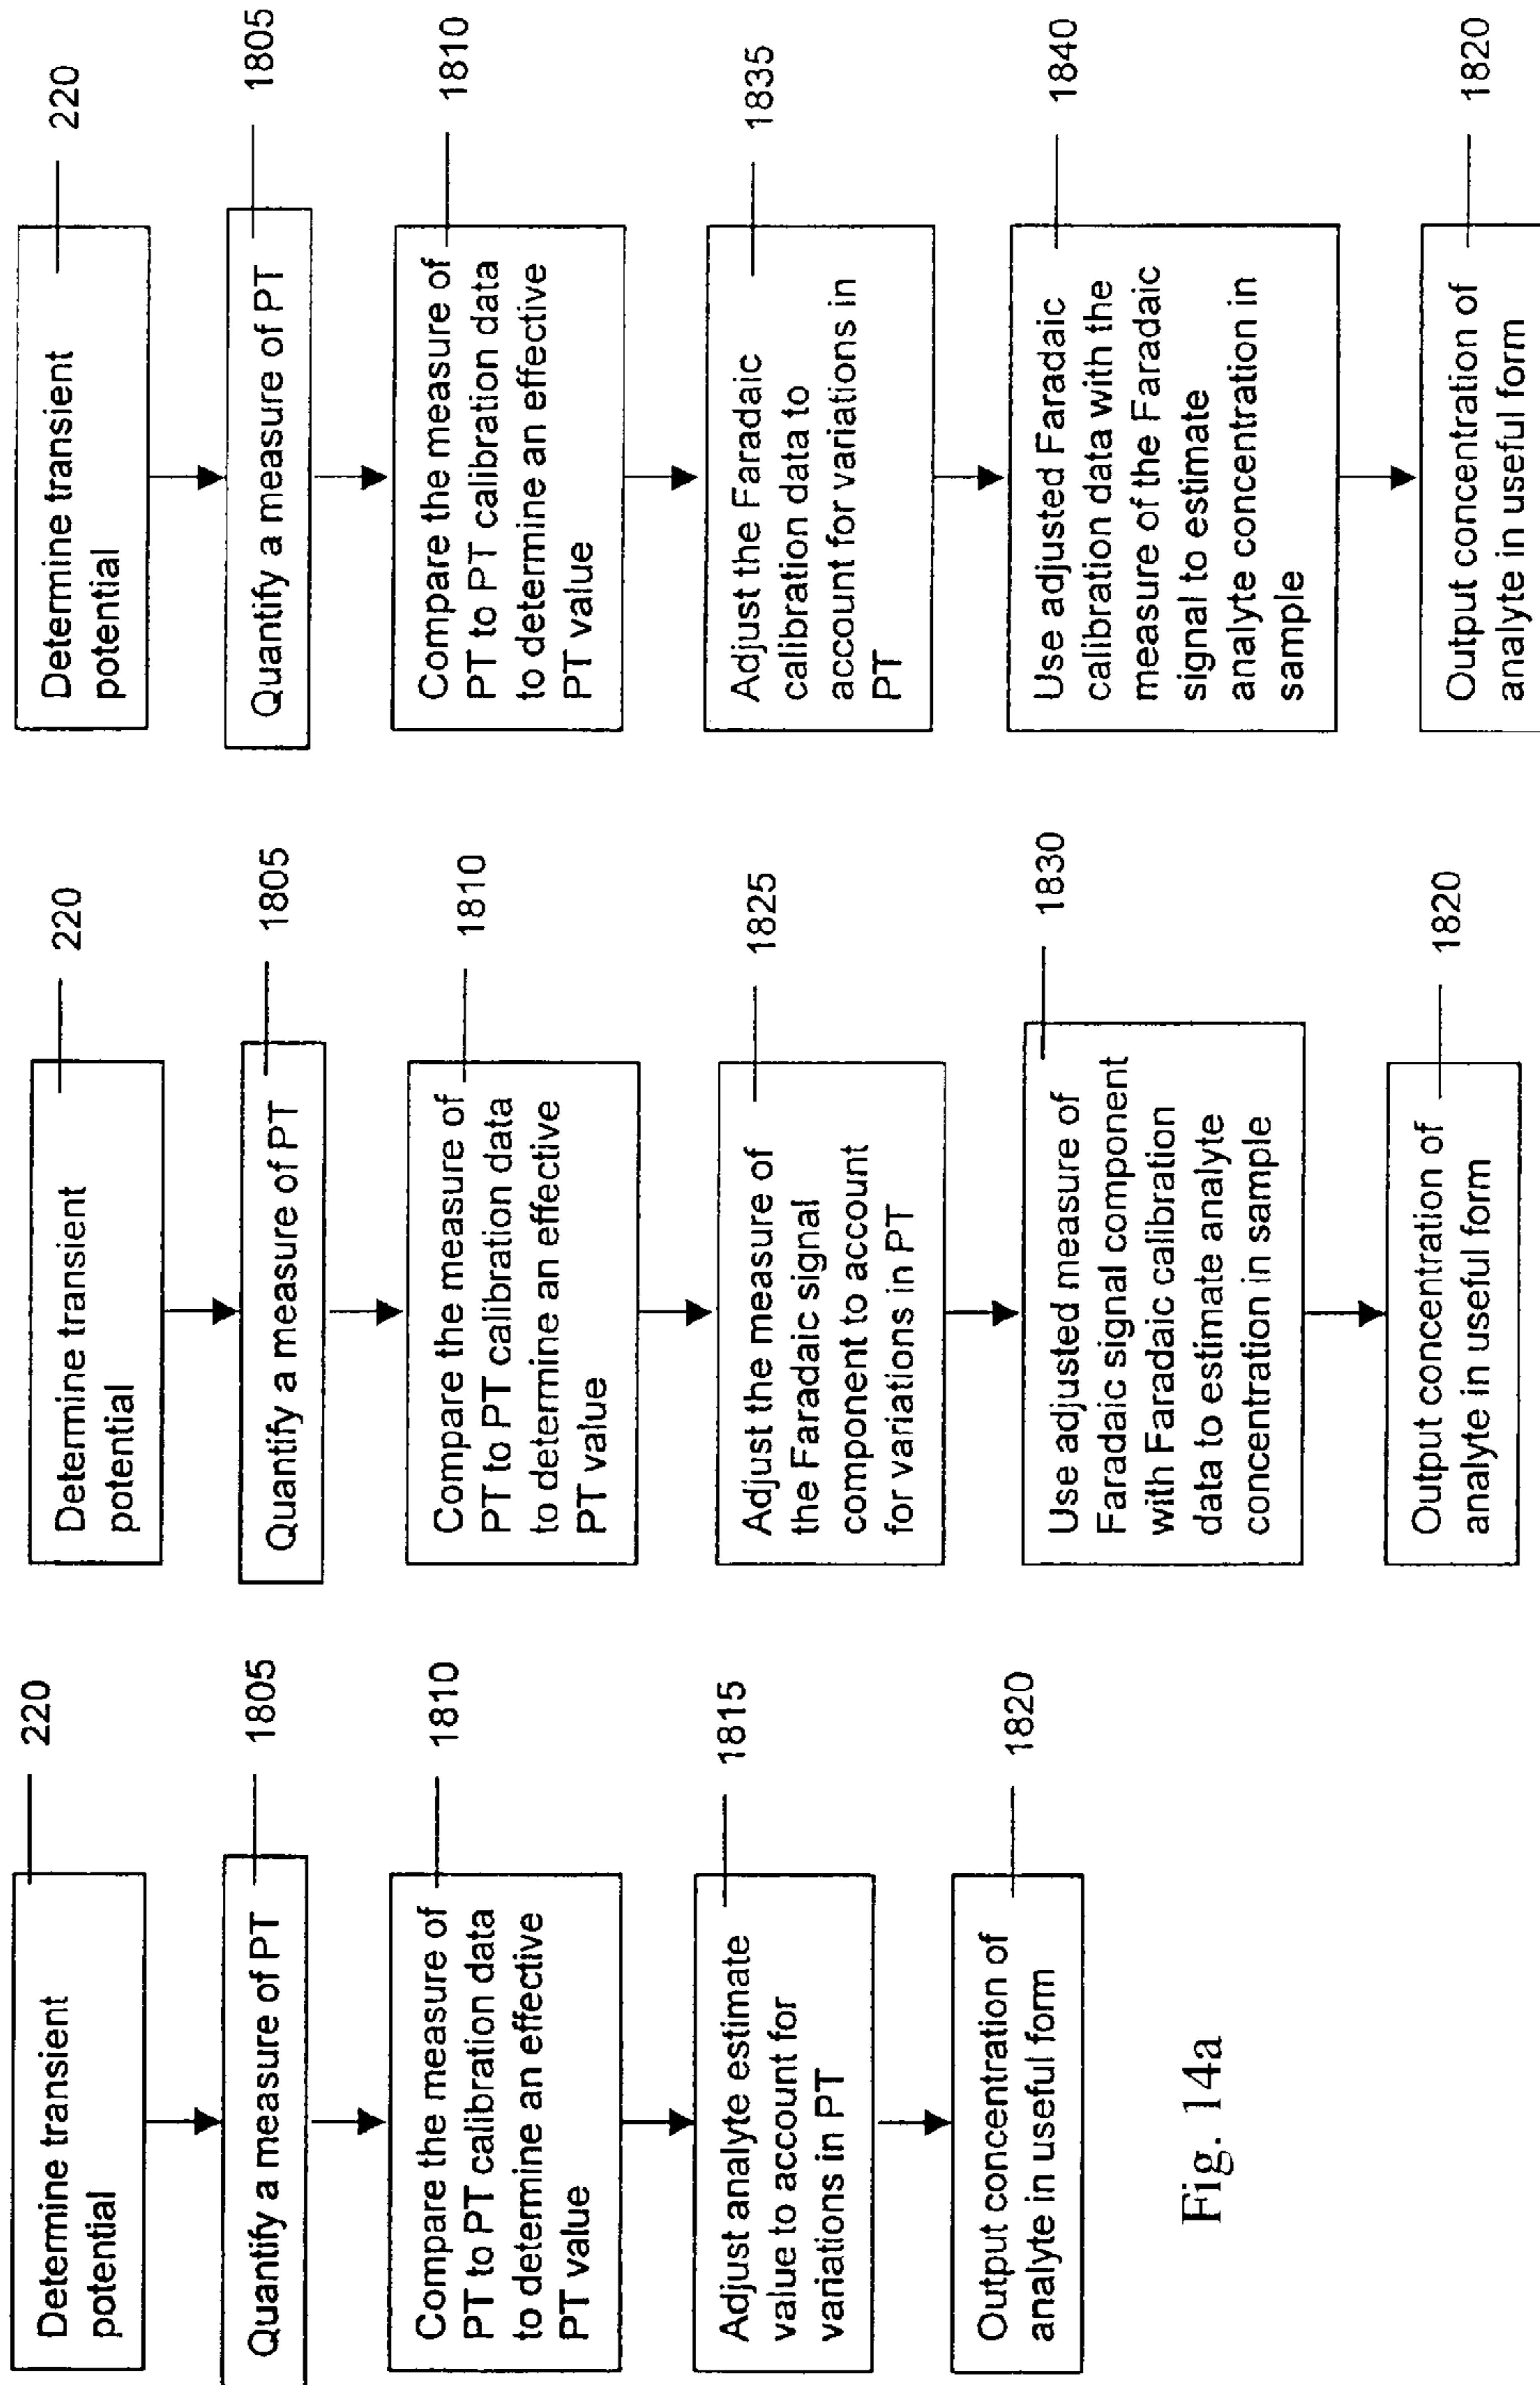 Determine transient
potential
220
Quantify a measure of PT
1805
Compare the measure of
PT to PT calibration data
to determine an effective
PT value
1810
Adjust analyte estimate
value to account for
variations in PT
1815
Output concentration of
analyte in useful form
1820
Fig. 14a
Determine transient
potential
220
Quantify a measure of PT
1805
Compare the measure of
PT to PT calibration data
to determine an effective
PT value
1810
Adjust the measure of
the Faradaic signal
component to account
for variations in PT
1825
Use adjusted measure of
Faradaic signal component
with Faradaic calibration
data to estimate analyte
concentration in sample
1830
Output concentration of
analyte in useful form
1820
Determine transient
potential
220
Quantify a measure of PT
1805
Compare the measure of
PT to PT calibration data
to determine an effective
PT value
1810
Adjust the Faradaic
calibration data to
account for variations in
PT
1835
Use adjusted Faradaic
calibration data with the
measure of the Faradaic
signal to estimate
analyte concentration in
sample
1840
Output concentration of
analyte in useful form
1820